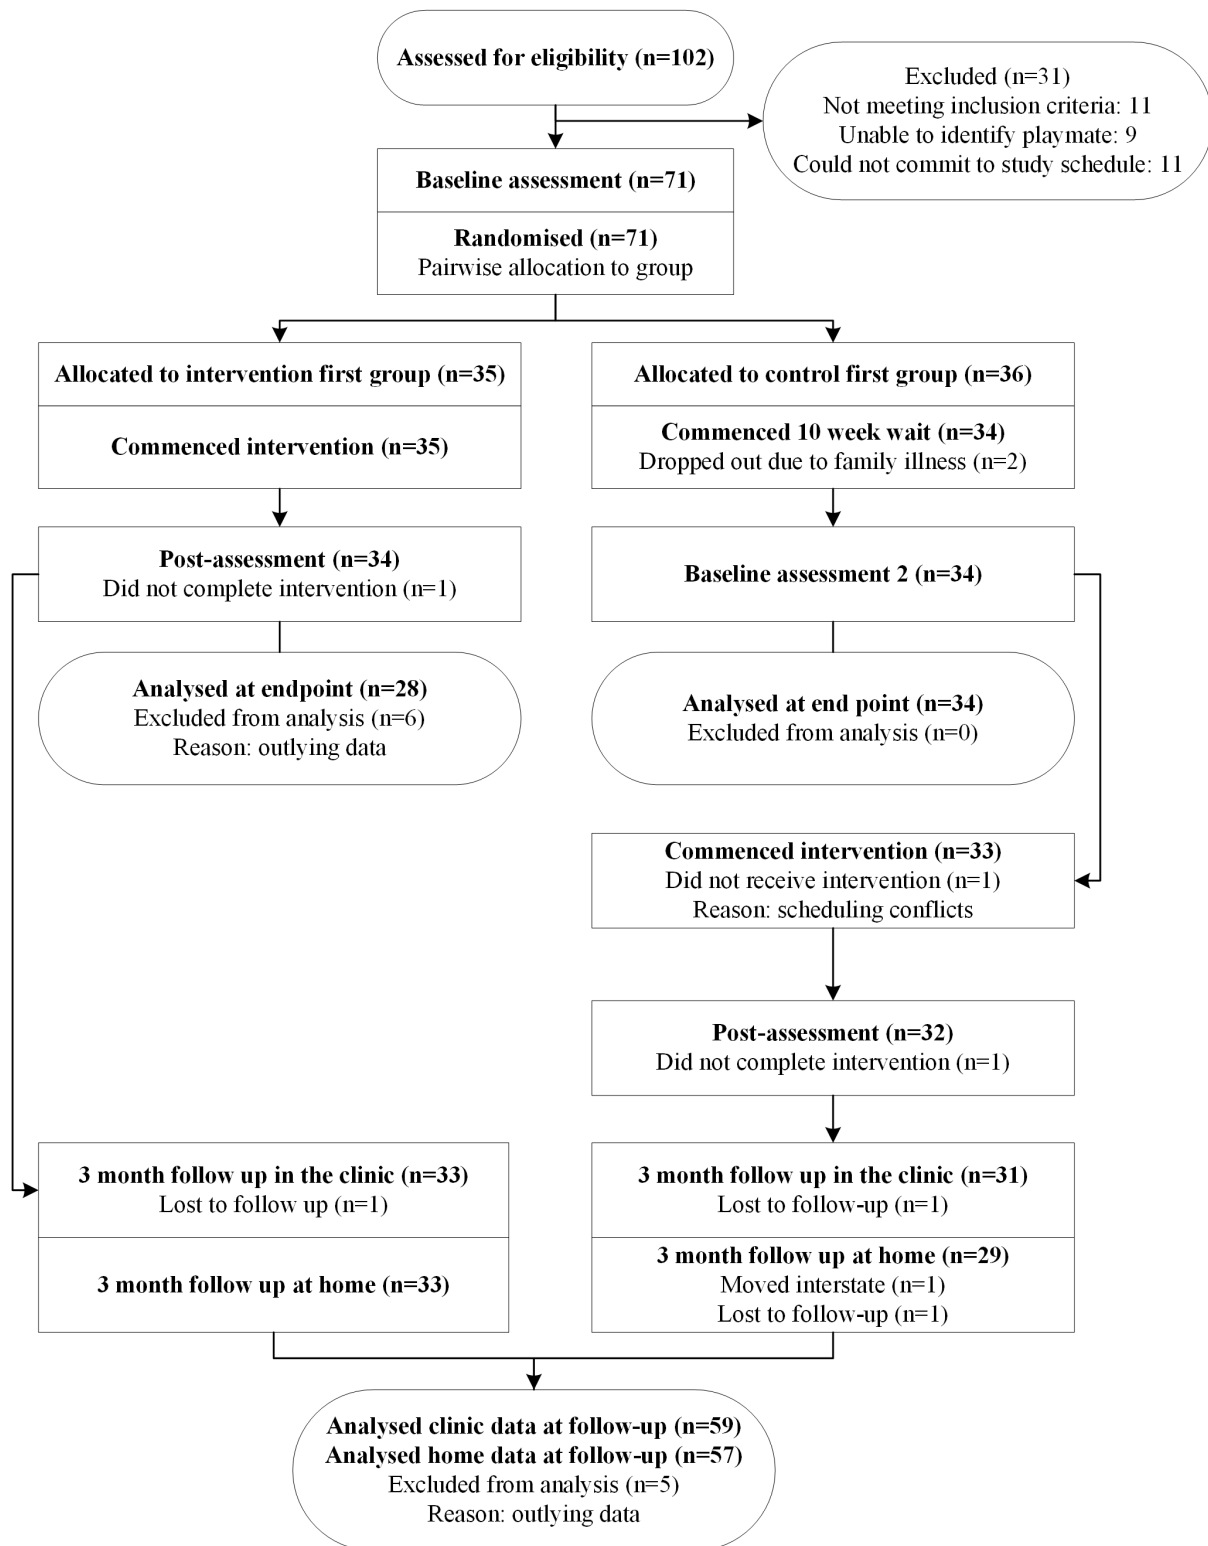 Assessed for eligibility (n=102)
Excluded (n=31)
Not meeting inclusion criteria: 11
Unable to identify playmate: 9
Could not commit to study schedule: 11
Baseline assessment (n=71)
Randomised (n=71)
Pairwise allocation to group
Allocated to intervention first group (n=35)
Commenced intervention (n=35)
Allocated to control first group (n=36)
Commenced 10 week wait (n=34)
Dropped out due to family illness (n=2)
Post-assessment (n=34)
Did not complete intervention (n=1)
Baseline assessment 2 (n=34)
Analysed at endpoint (n=28)
Excluded from analysis (n=6)
Reason: outlying data
Analysed at end point (n=34)
Excluded from analysis (n=0)
Commenced intervention (n=33)
Did not receive intervention (n=1)
Reason: scheduling conflicts
Post-assessment (n=32)
Did not complete intervention (n=1)
3 month follow up in the clinic (n=33)
Lost to follow up (n=1)
3 month follow up at home (n=33)
3 month follow up in the clinic (n=31)
Lost to follow-up (n=1)
3 month follow up at home (n=29)
Moved interstate (n=1)
Lost to follow-up (n=1)
Analysed clinic data at follow-up (n=59)
Analysed home data at follow-up (n=57)
Excluded from analysis (n=5)
Reason: outlying data